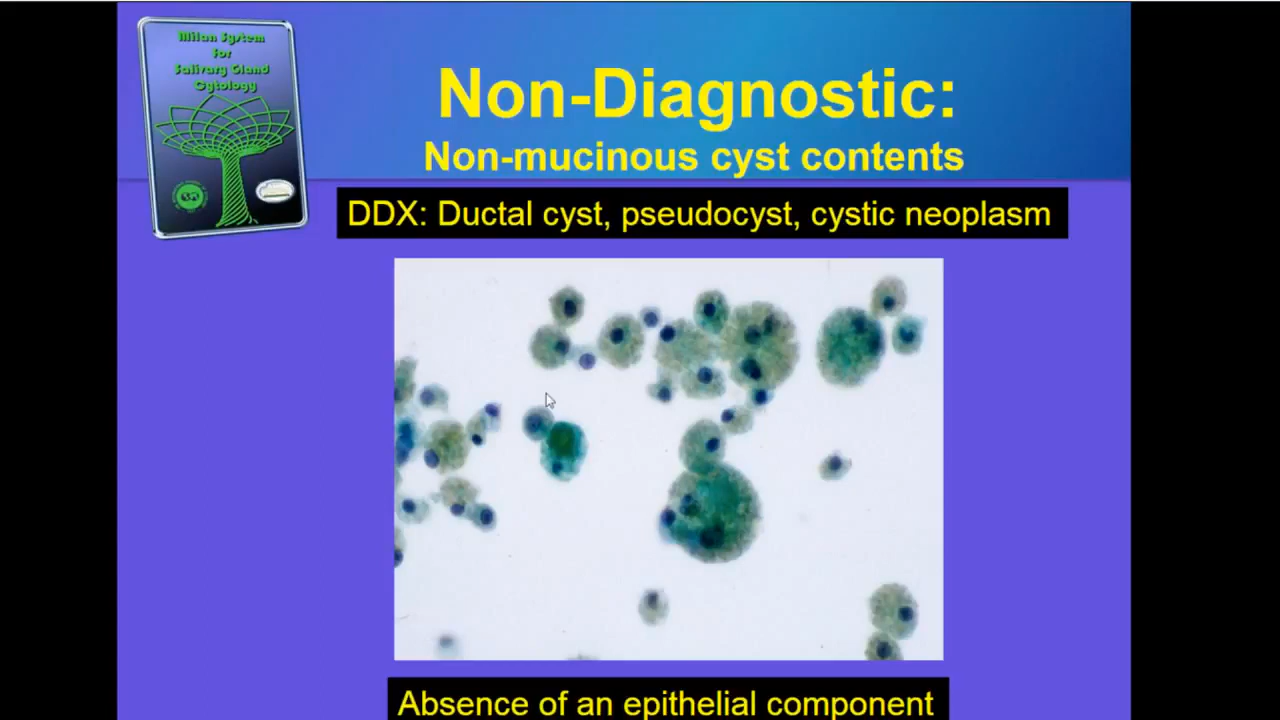 Milan System
For
Salivary Gland
Cytology
Non-Diagnostic:
Non-mucinous cyst contents
DDX: Ductal cyst, pseudocyst, cystic neoplasm
Absence of an epithelial component